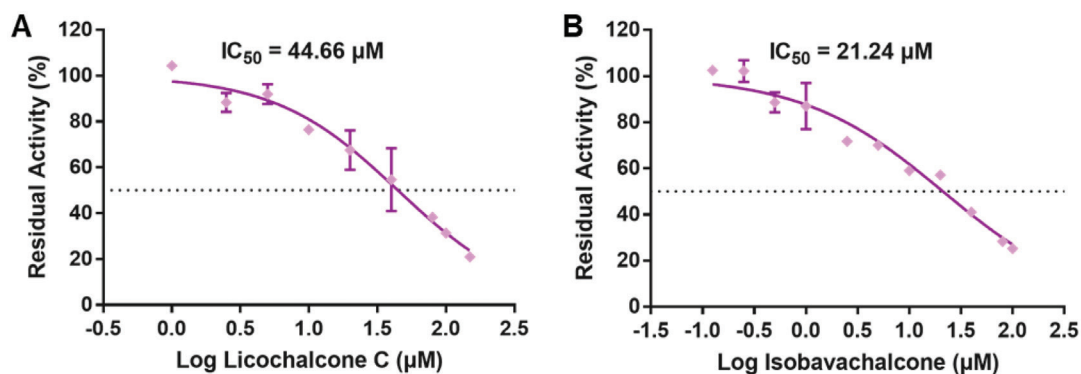 A
IC50 = 44.66 µM
Residual Activity (%)
120
100
80
60
40
20
0
-0.5 0.0 0.5 1.0 1.5 2.0 2.5
Log Licochalcone C (µM)
B
IC50 = 21.24 µM
Residual Activity (%)
120
100
80
60
40
20
0
-1.5 -1.0 -0.5 0.0 0.5 1.0 1.5 2.0 2.5
Log Isobavachalcone (µM)